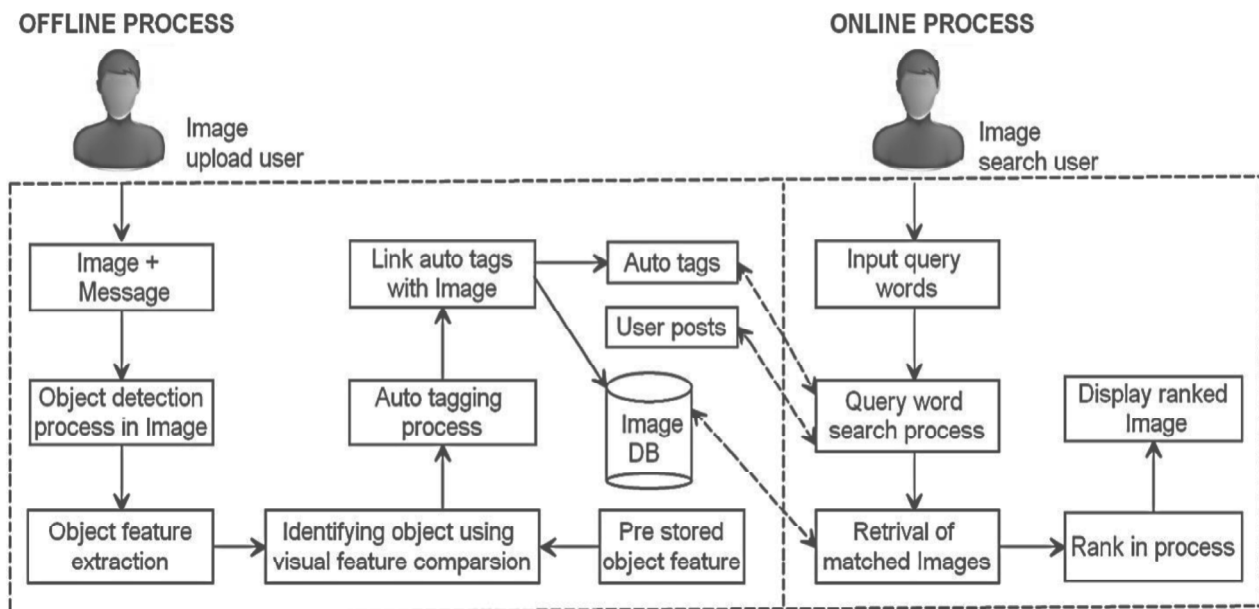 OFFLINE PROCESS
Image
upload user
Image +
Message
Object detection
process in Image
Object feature
extraction
Identifying object using
visual feature comparsion
Pre stored
object feature
Auto tagging
process
Link auto tags
with Image
Auto tags
User posts
Image
DB
ONLINE PROCESS
Image
search user
Input query
words
Query word
search process
Retrival of
matched Images
Rank in process
Display ranked
Image